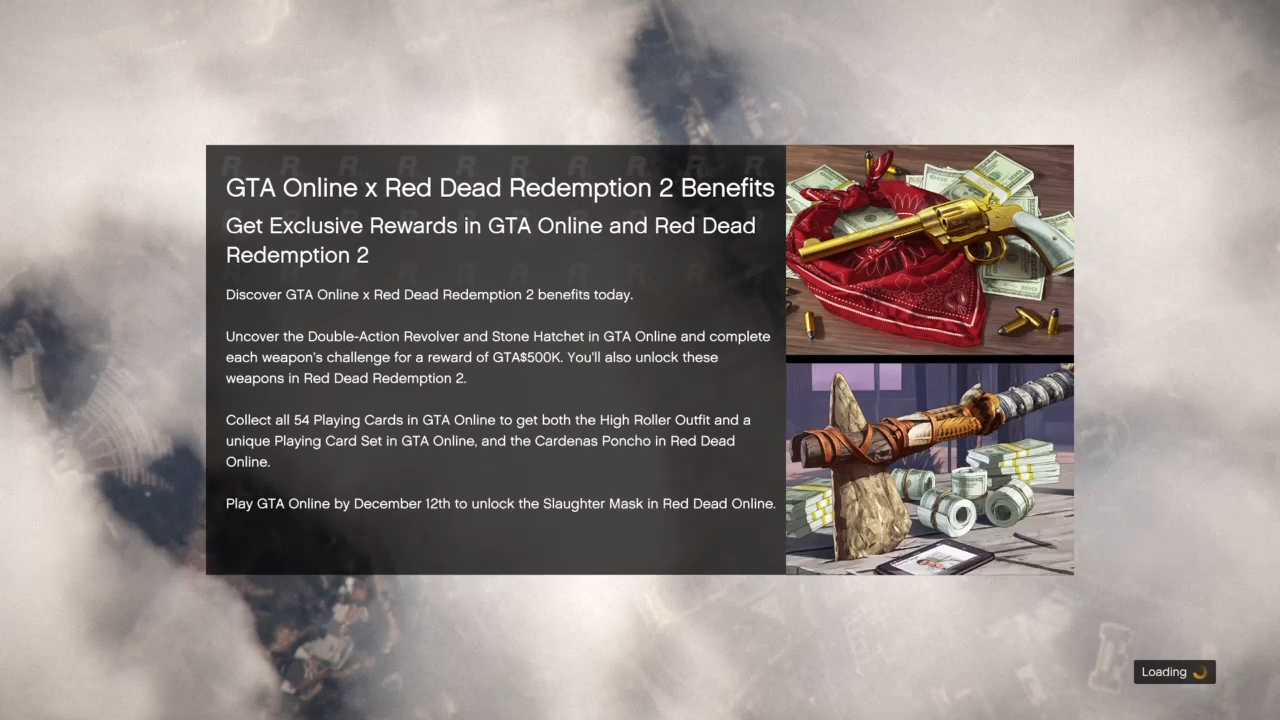 GTA Online x Red Dead Redemption 2 Benefits
Get Exclusive Rewards in GTA Online and Red Dead
Redemption 2
Discover GTA Online x Red Dead Redemption 2 benefits today.
Uncover the Double-Action Revolver and Stone Hatchet in GTA Online and complete
each weapon's challenge for a reward of GTA$500K. You'll also unlock these
weapons in Red Dead Redemption 2.
Collect all 54 Playing Cards in GTA Online to get both the High Roller Outfit and a
unique Playing Card Set in GTA Online, and the Cardenas Poncho in Red Dead
Online.
Play GTA Online by December 12th to unlock the Slaughter Mask in Red Dead Online.
Loading